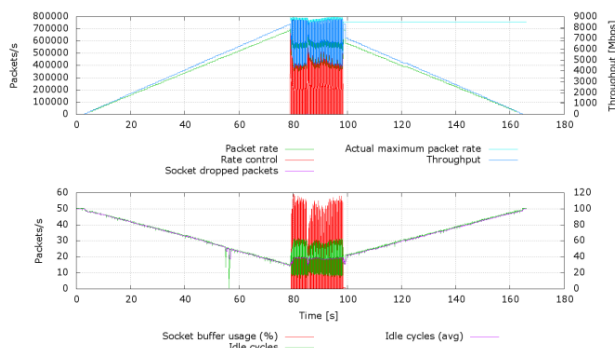 800000 9000
700000 8000
600000 7000
500000 6000
400000 5000
300000 4000
200000 3000
100000 2000
0 1000
0
Packets/s
Throughput [Mbps]
0 20 40 60 80 100 120 140 160 180
Packet rate Actual maximum packet rate
Rate control Throughput
Socket dropped packets
60 120
50 100
40 80
30 60
20 40
10 20
0 0
Packets/s
0 20 40 60 80 100 120 140 160 180
Time [s]
Socket buffer usage (%) Idle cycles (avg)
Idle cycles